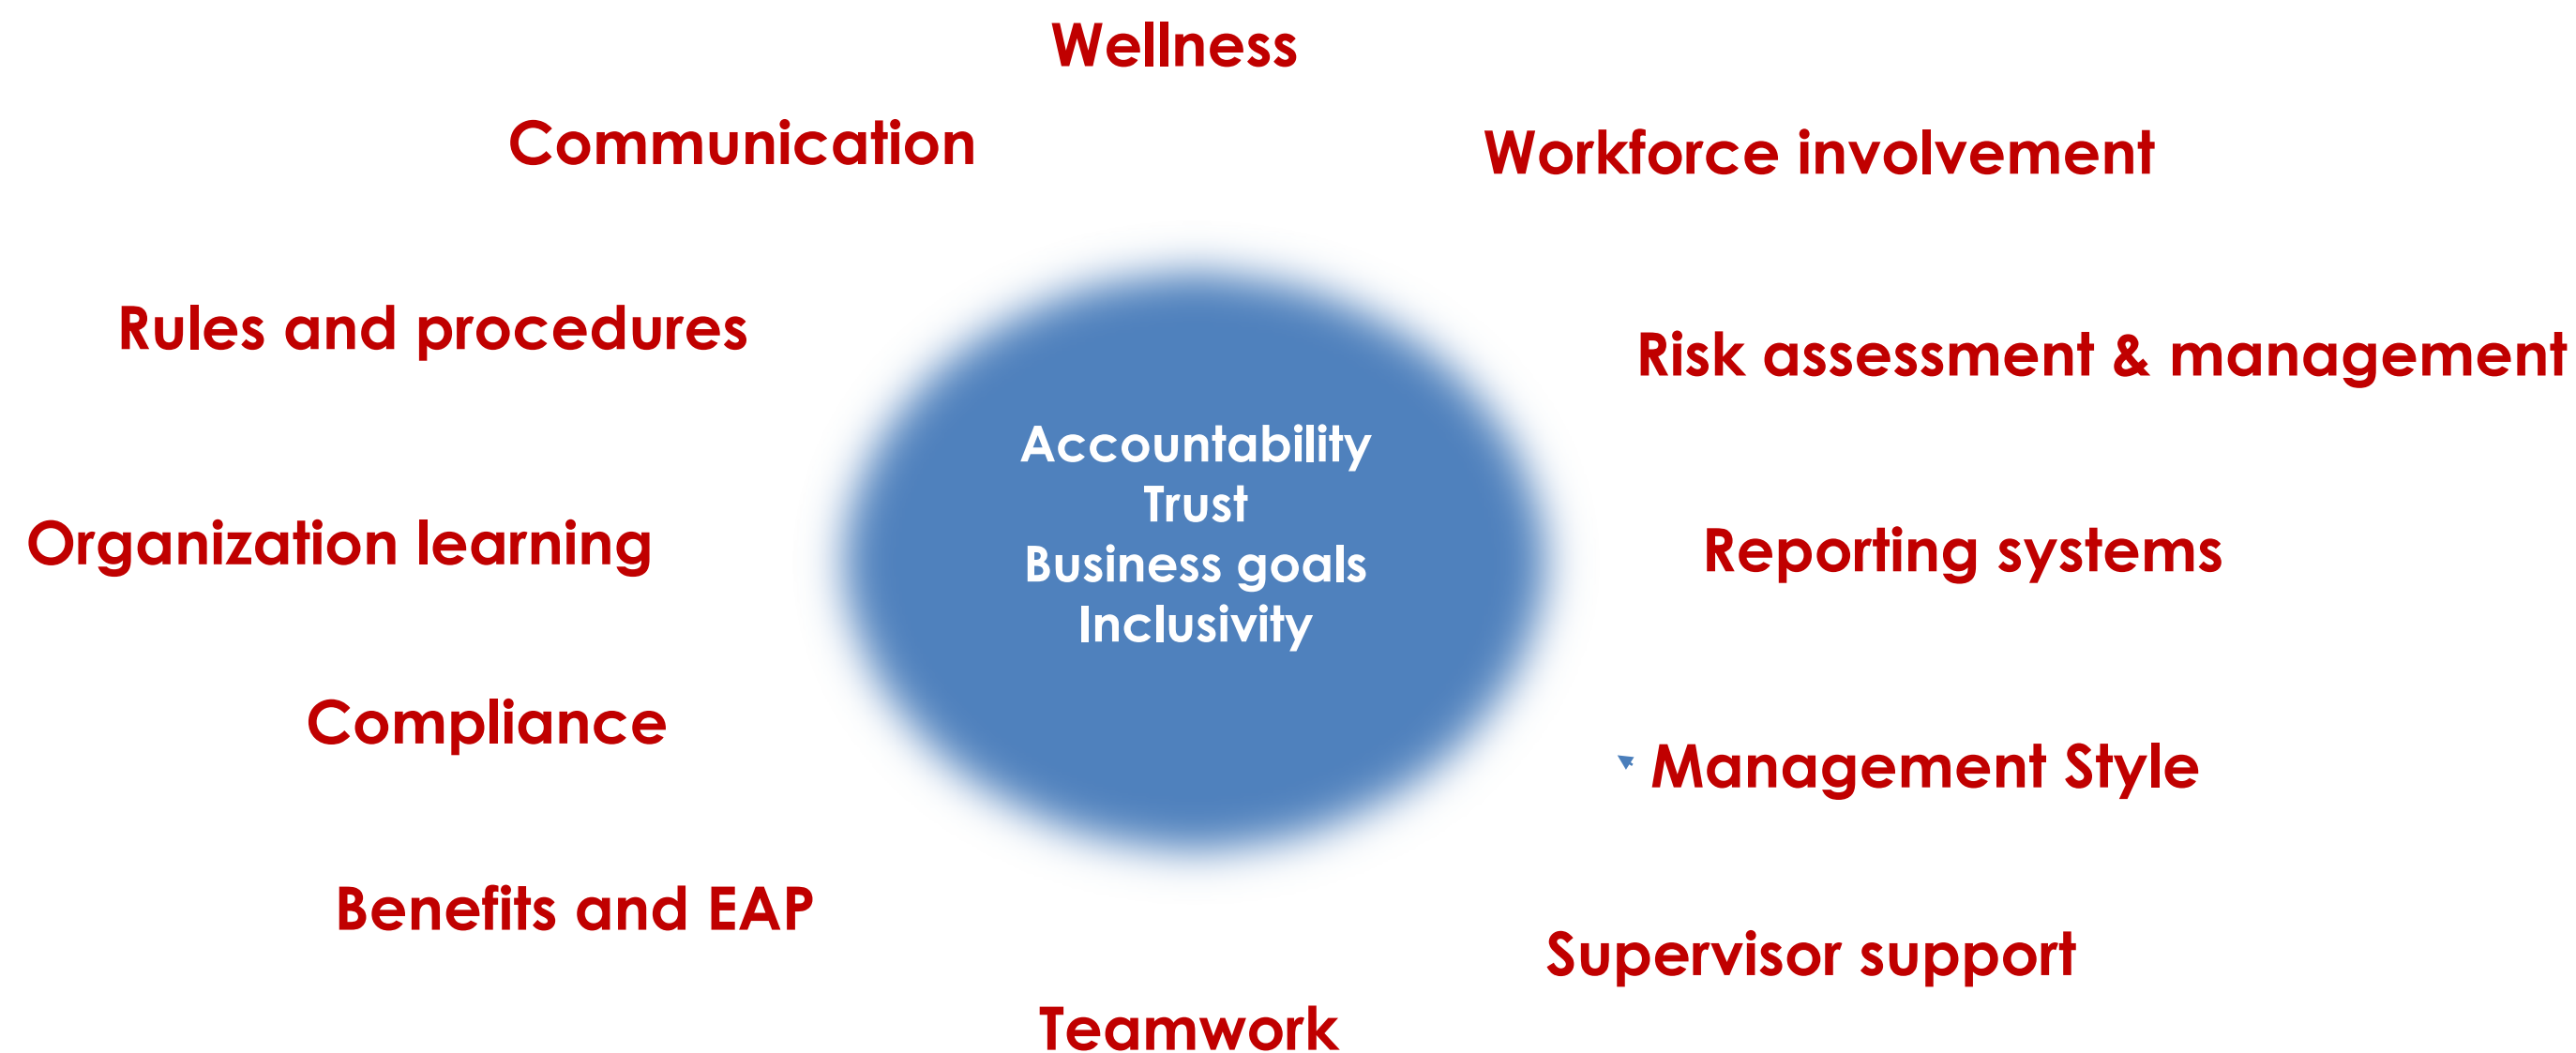 Wellness
Communication
Workforce involvement
Rules and procedures
Risk assessment & management
Accountability
Trust
Business goals
Inclusivity
Organization learning
Reporting systems
Compliance
Management Style
Benefits and EAP
Supervisor support
Teamwork